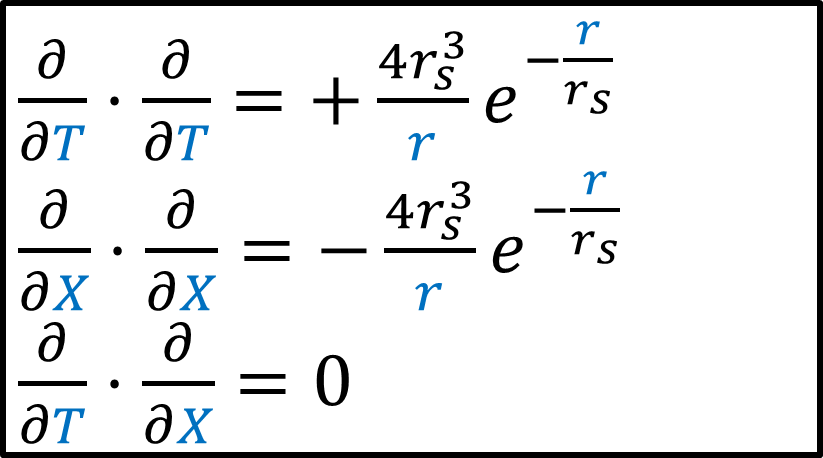 ∂/∂T · ∂/∂T = + 4r_s^3/r e^(−r/r_s)
∂/∂X · ∂/∂X = − 4r_s^3/r e^(−r/r_s)
∂/∂T · ∂/∂X = 0